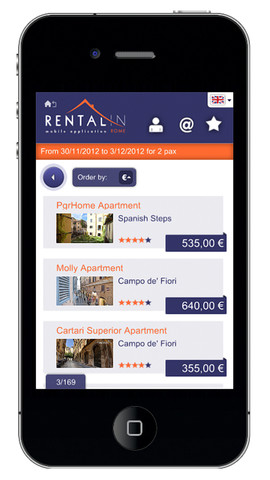 RENTALIN
mobile application ROME
@
From 30/11/2012 to 3/12/2012 for 2 pax
Order by: €
PgrHome Apartment
Spanish Steps
535,00 €
Molly Apartment
Campo de' Fiori
640,00 €
Cartari Superior Apartment
Campo de' Fiori
355,00 €
3/169